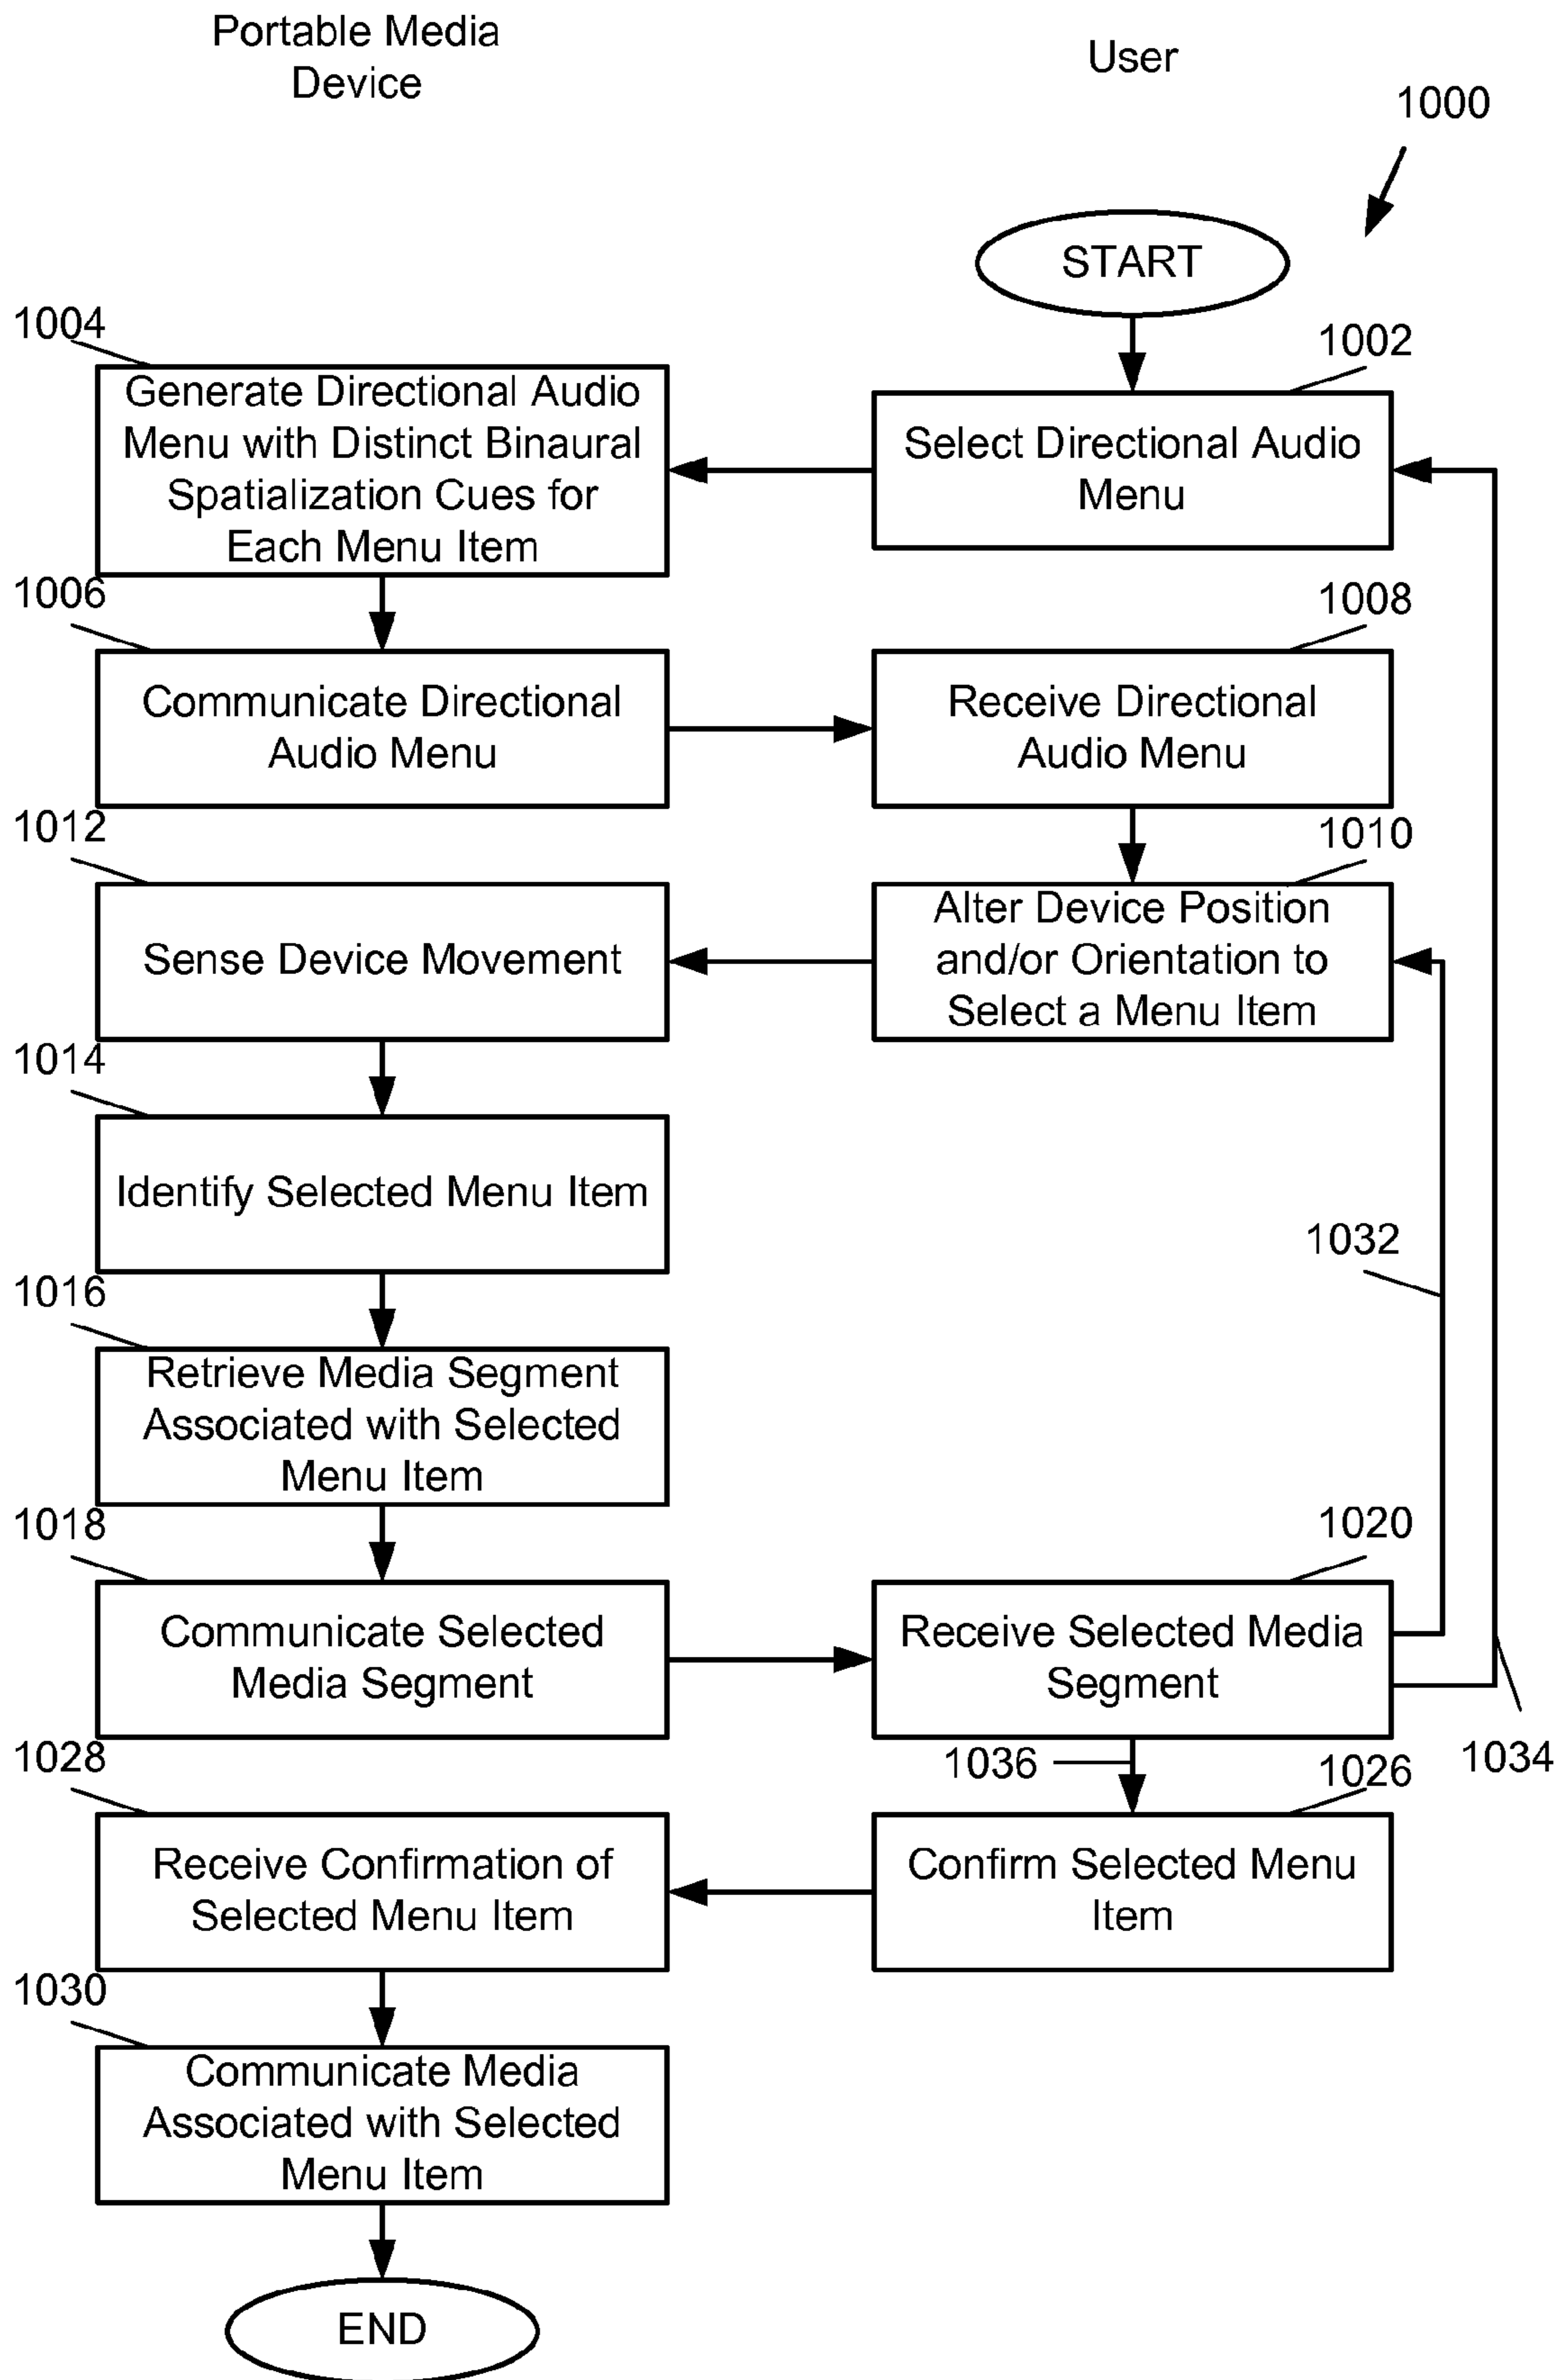 Portable Media
Device
User
1000
START
1004
1002
Generate Directional Audio
Menu with Distinct Binaural
Spatialization Cues for
Each Menu Item
Select Directional Audio
Menu
1006
1008
Communicate Directional
Audio Menu
Receive Directional
Audio Menu
1012
1010
Sense Device Movement
Alter Device Position
and/or Orientation to
Select a Menu Item
1014
Identify Selected Menu Item
1032
1016
Retrieve Media Segment
Associated with Selected
Menu Item
1018
1020
Communicate Selected
Media Segment
Receive Selected Media
Segment
1034
1028
1036
1026
Receive Confirmation of
Selected Menu Item
Confirm Selected Menu
Item
1030
Communicate Media
Associated with Selected
Menu Item
END